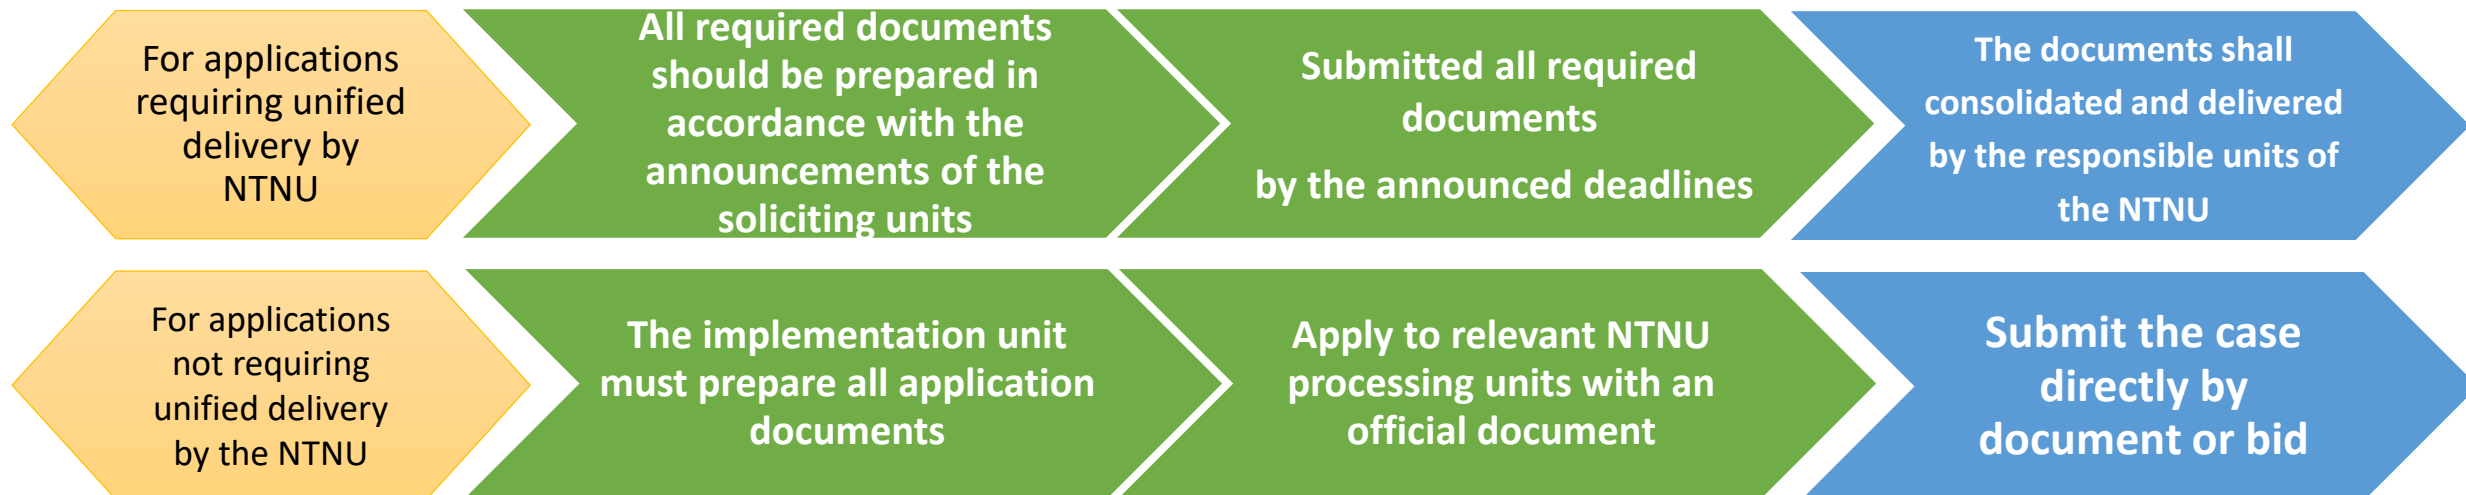 For applications
requiring unified
delivery by
NTNU
All required documents
should be prepared in
accordance with the
announcements of the
soliciting units
Submitted all required
documents
by the announced deadlines
The documents shall
consolidated and delivered
by the responsible units of
the NTNU
For applications
not requiring
unified delivery
by the NTNU
The implementation unit
must prepare all application
documents
Apply to relevant NTNU
processing units with an
official document
Submit the case
directly by
document or bid